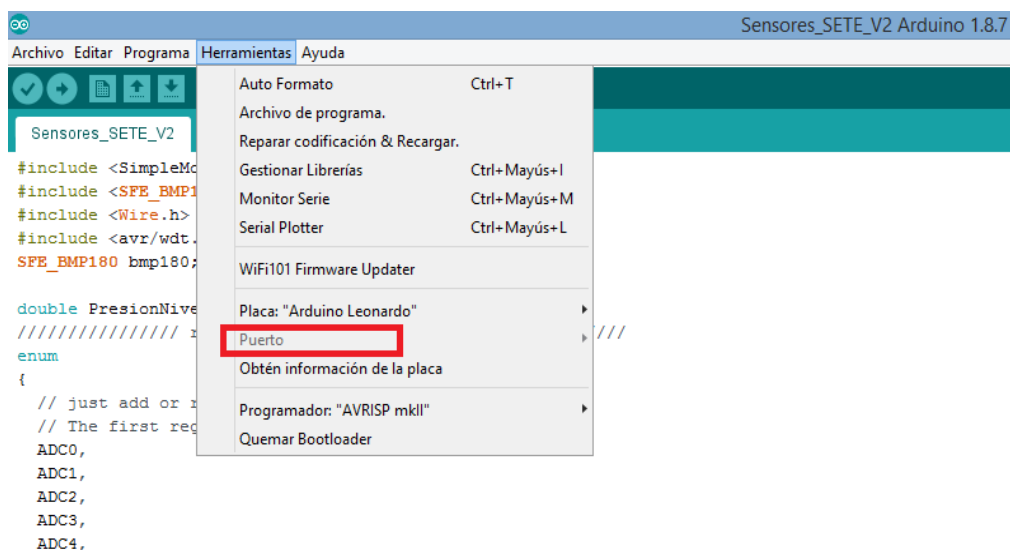 Sensores_SETE_V2 Arduino 1.8.7
Archivo Editar Programa Herramientas Ayuda
Auto Formato Ctrl+T
Archivo de programa.
Reparar codificación & Recargar.
Gestionar Librerías Ctrl+Mayús+I
Monitor Serie Ctrl+Mayús+M
Serial Plotter Ctrl+Mayús+L
WiFi101 Firmware Updater
Placa: "Arduino Leonardo"
Puerto
Obtén información de la placa
Programador: "AVRISP mkII"
Quemar Bootloader
Sensores_SETE_V2
#include <SimpleMo
#include <SFE_BMP1
#include <Wire.h>
#include <avr/wdt.
SFE_BMP180 bmp180;
double PresionNive
//////////////// r ///
enum
{
// just add or r
// The first reg
ADC0,
ADC1,
ADC2,
ADC3,
ADC4,